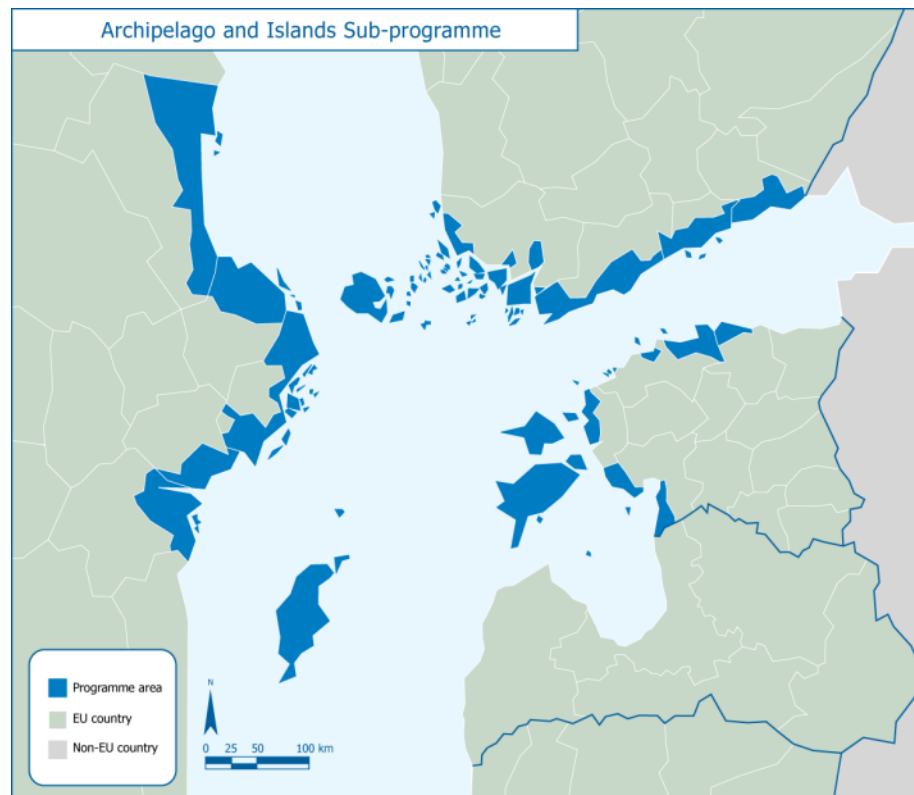 Archipelago and Islands Sub-programme
Programme area
EU country
Non-EU country
N
0 25 50 100 km